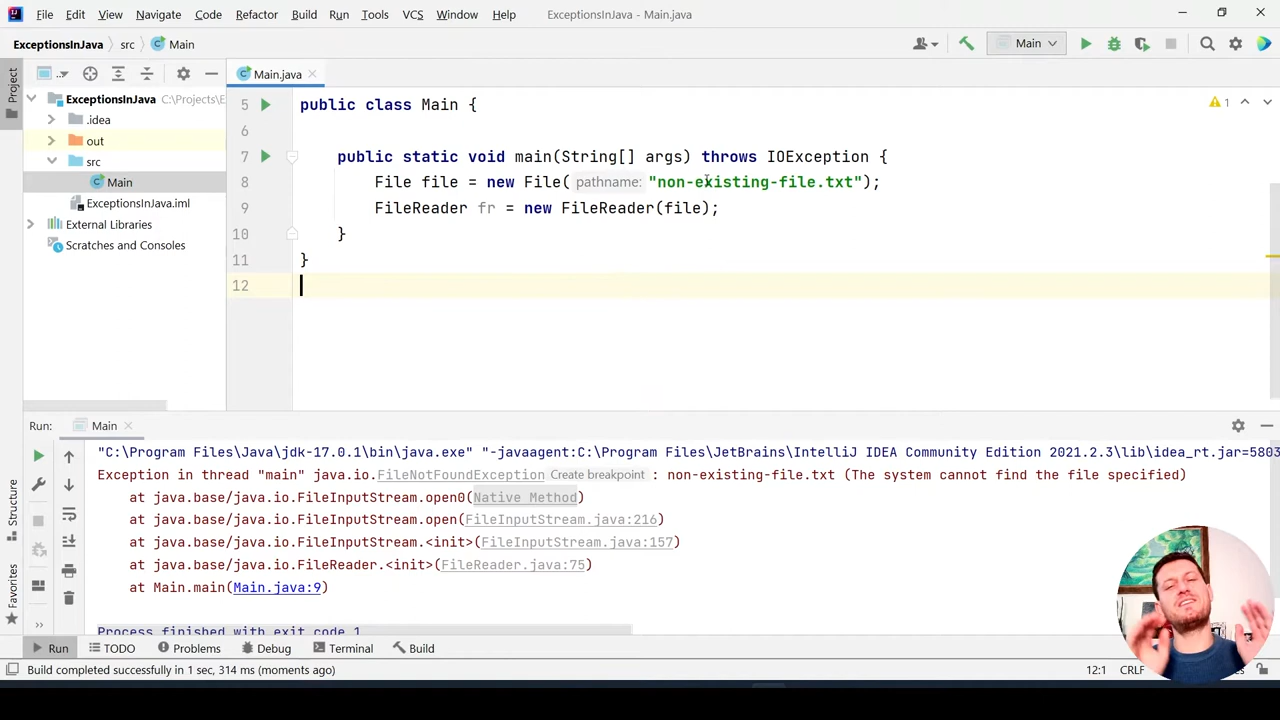 File Edit View Navigate Code Refactor Build Run Tools VCS Window Help ExceptionsInJava - Main.java
ExceptionsInJava src Main Main
Project
Main.java
ExceptionsInJava C:\Projects\E
.idea
out
src
Main
ExceptionsInJava.iml
External Libraries
Scratches and Consoles
1
5 public class Main {
6
7 public static void main(String[] args) throws IOException {
8 File file = new File( pathname: "non-existing-file.txt");
9 FileReader fr = new FileReader(file);
10 }
11 }
12
Run: Main
"C:\Program Files\Java\jdk-17.0.1\bin\java.exe" "-javaagent:C:\Program Files\JetBrains\IntelliJ IDEA Community Edition 2021.2.3\lib\idea_rt.jar=5803
Exception in thread "main" java.io.FileNotFoundException Create breakpoint : non-existing-file.txt (The system cannot find the file specified)
at java.base/java.io.FileInputStream.open0(Native Method)
at java.base/java.io.FileInputStream.open(FileInputStream.java:216)
at java.base/java.io.FileInputStream.<init>(FileInputStream.java:157)
at java.base/java.io.FileReader.<init>(FileReader.java:75)
at Main.main(Main.java:9)
Process finished with exit code 1
Structure
Favorites
Run TODO Problems Debug Terminal Build
Build completed successfully in 1 sec, 314 ms (moments ago) 12:1 CRLF